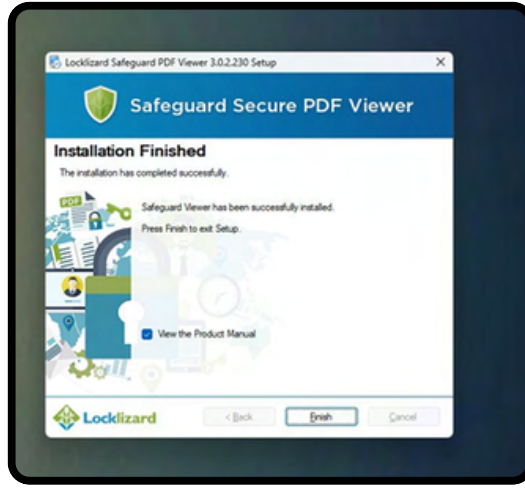 Locklizard Safeguard PDF Viewer 3.0.2.230 Setup
Safeguard Secure PDF Viewer
Installation Finished
The installation has completed successfully.
PDF
Safeguard Viewer has been successfully installed.
Press Finish to exit Setup.
View the Product Manual
Locklizard
< Back
Finish
Cancel